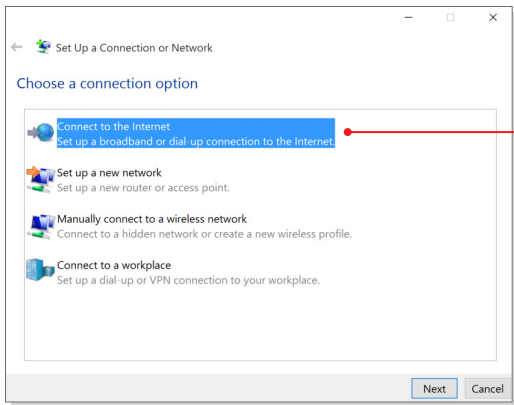 Set Up a Connection or Network
Choose a connection option
Connect to the Internet
Set up a broadband or dial-up connection to the Internet.
Set up a new network
Set up a new router or access point.
Manually connect to a wireless network
Connect to a hidden network or create a new wireless profile.
Connect to a workplace
Set up a dial-up or VPN connection to your workplace.
Next Cancel